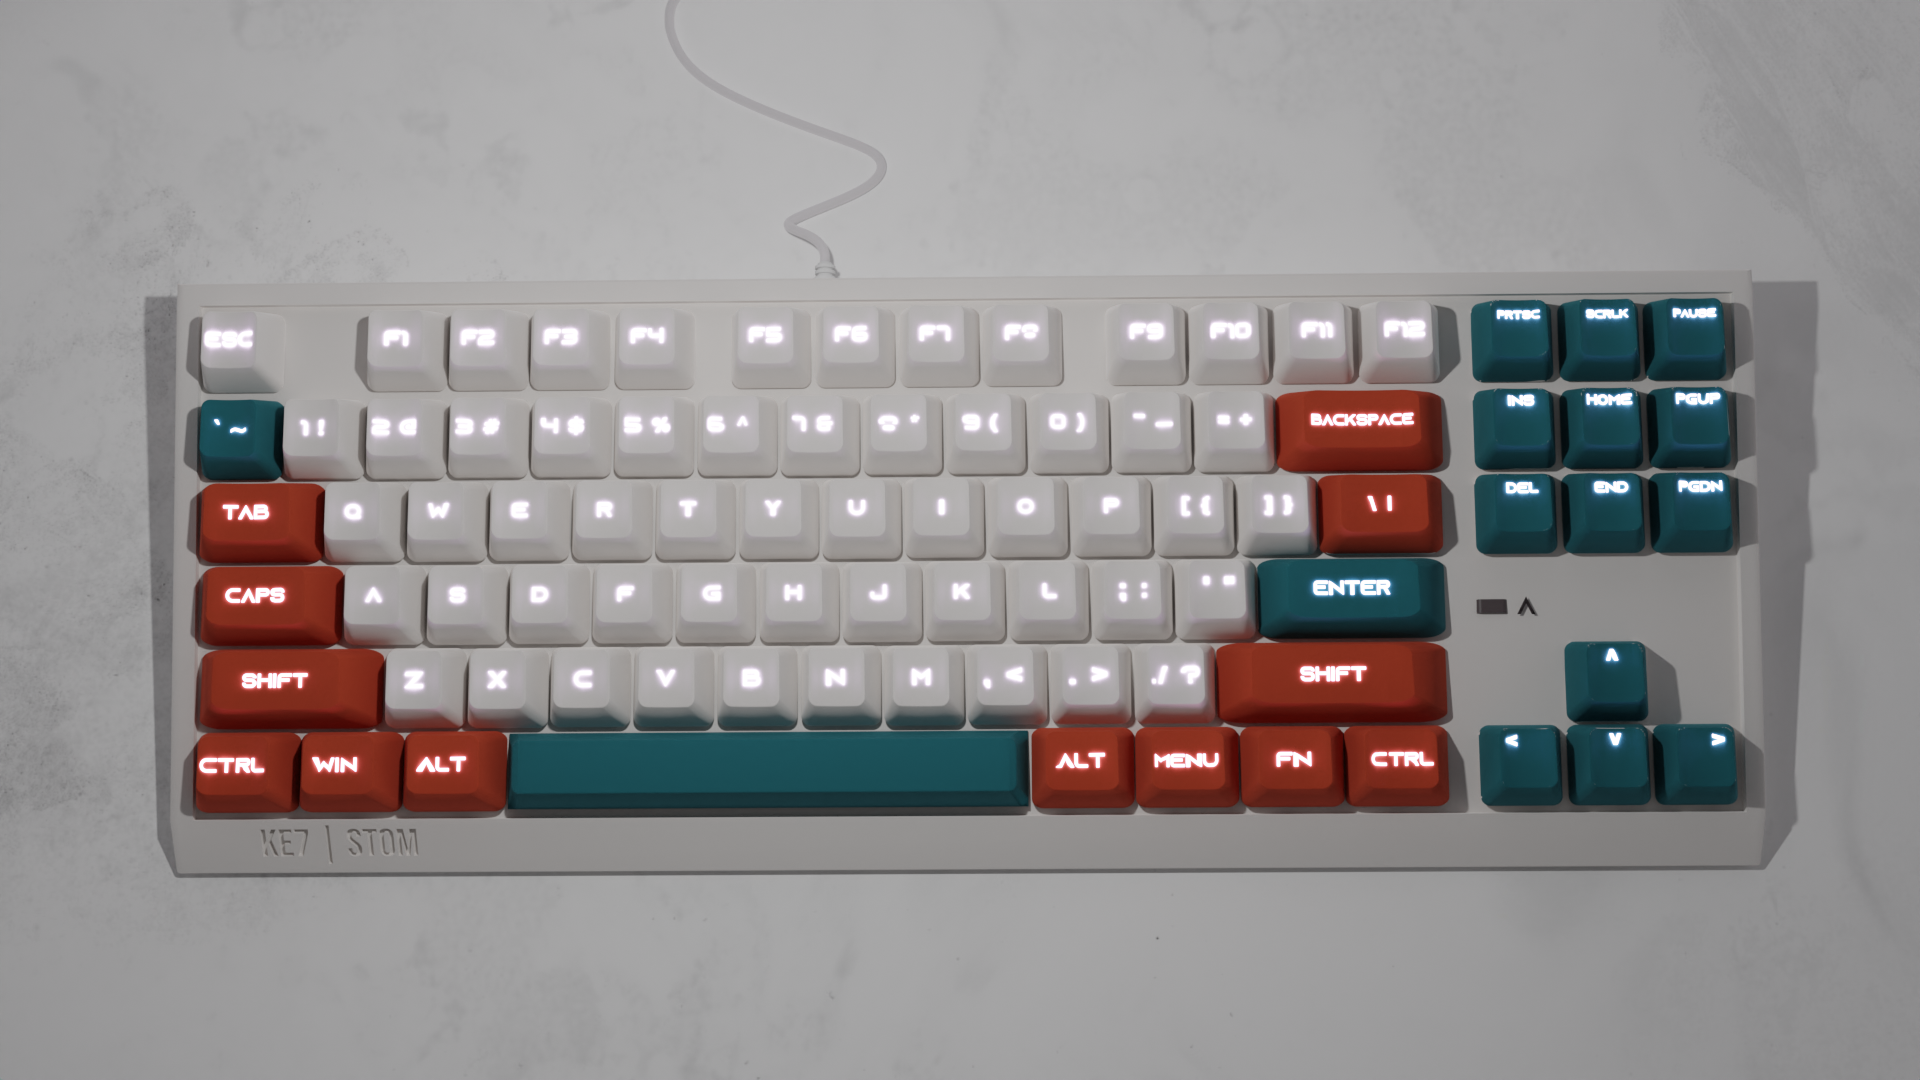 ESC F1 F2 F3 F4 F5 F6 F7 F8 F9 F10 F11 F12 PRTSC SCRLK PAUSE
` ~ 1 ! 2 @ 3 # 4 $ 5 % 6 ^ 7 & 8 * 9 ( 0 ) - _ = + BACKSPACE INS HOME PGUP
TAB Q W E R T Y U I O P [ { ] } \ | DEL END PGDN
CAPS A S D F G H J K L ; : ' " ENTER
SHIFT Z X C V B N M , < . > / ? SHIFT ^
CTRL WIN ALT ALT MENU FN CTRL < v >
KE7 | STOM